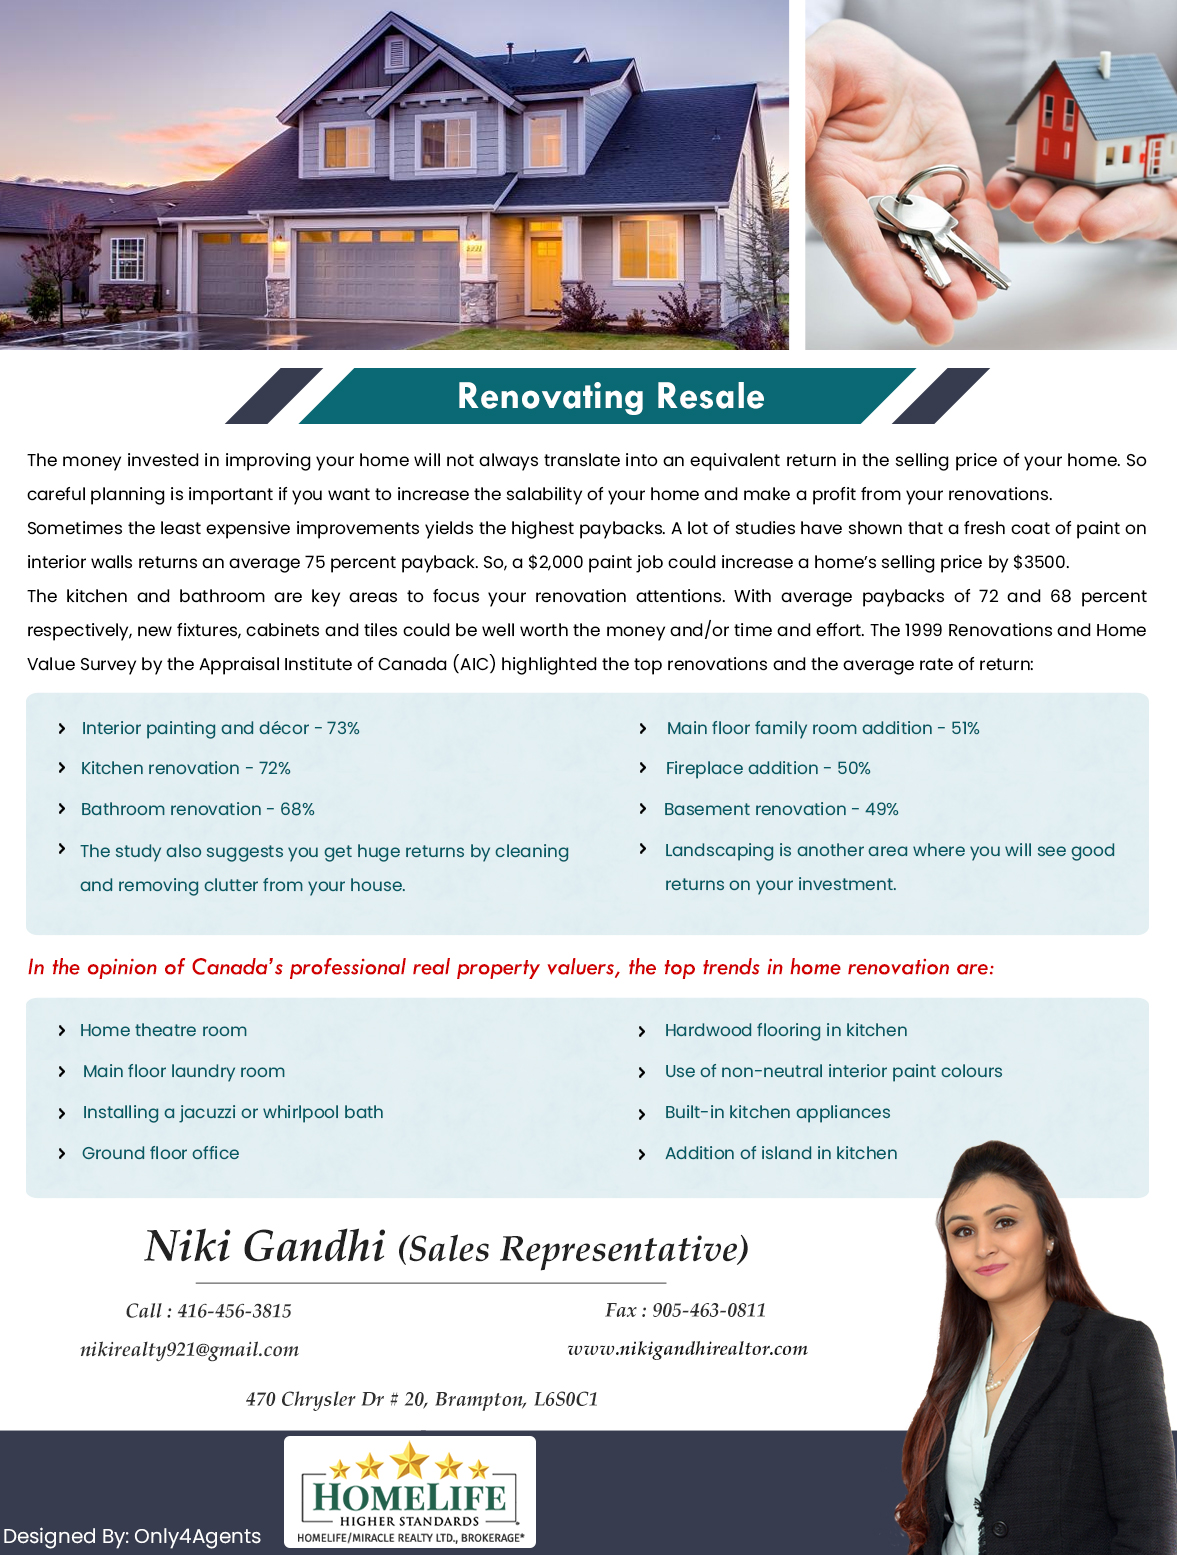 Renovating Resale
The money invested in improving your home will not always translate into an equivalent return in the selling price of your home. So
careful planning is important if you want to increase the salability of your home and make a profit from your renovations.
Sometimes the least expensive improvements yields the highest paybacks. A lot of studies have shown that a fresh coat of paint on
interior walls returns an average 75 percent payback. So, a $2,000 paint job could increase a home's selling price by $3500.
The kitchen and bathroom are key areas to focus your renovation attentions. With average paybacks of 72 and 68 percent
respectively, new fixtures, cabinets and tiles could be well worth the money and/or time and effort. The 1999 Renovations and Home
Value Survey by the Appraisal Institute of Canada (AIC) highlighted the top renovations and the average rate of return:
Interior painting and décor - 73%
Kitchen renovation - 72%
Bathroom renovation - 68%
The study also suggests you get huge returns by cleaning
and removing clutter from your house.
Main floor family room addition - 51%
Fireplace addition - 50%
Basement renovation - 49%
Landscaping is another area where you will see good
returns on your investment.
In the opinion of Canada's professional real property valuers, the top trends in home renovation are:
Home theatre room
Main floor laundry room
Installing a jacuzzi or whirlpool bath
Ground floor office
Hardwood flooring in kitchen
Use of non-neutral interior paint colours
Built-in kitchen appliances
Addition of island in kitchen
Niki Gandhi (Sales Representative)
Call : 416-456-3815
Fax : 905-463-0811
nikirealty921@gmail.com
www.nikigandhirealtor.com
470 Chrysler Dr # 20, Brampton, L6S0C1
HOMELIFE
HIGHER STANDARDS
HOMELIFE/MIRACLE REALTY LTD., BROKERAGE*
Designed By: Only4Agents